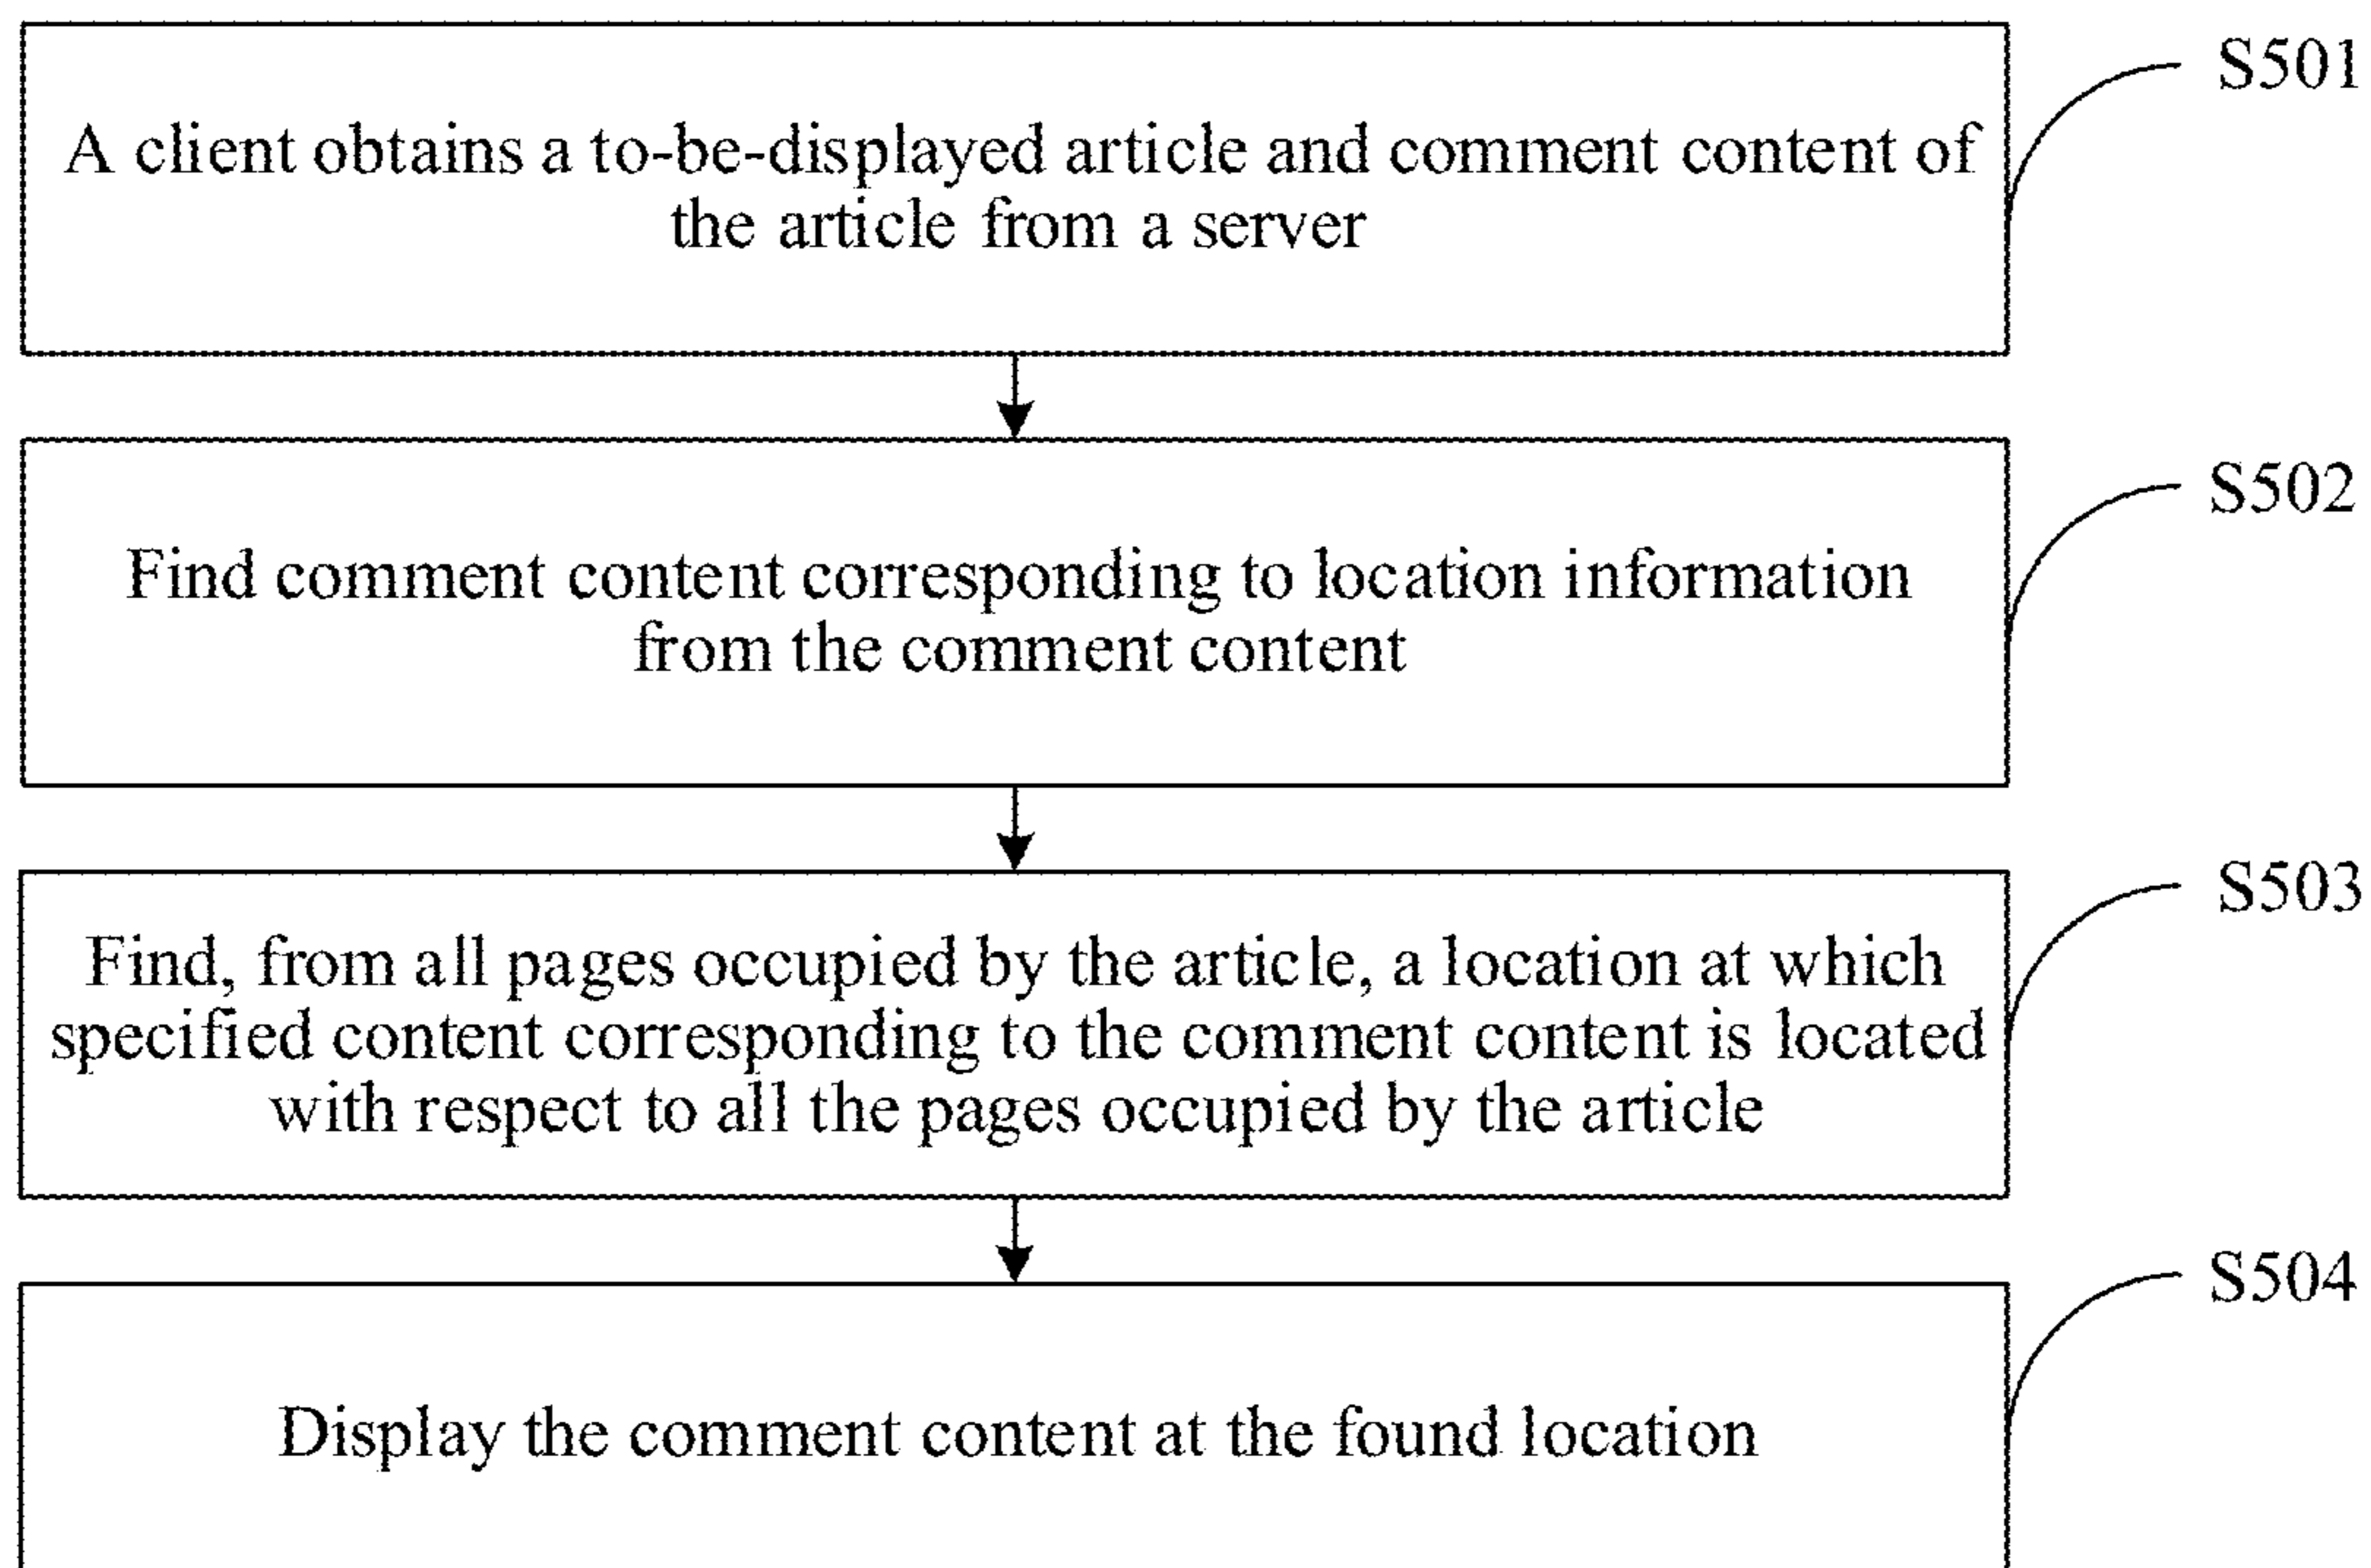 S501
A client obtains a to-be-displayed article and comment content of
the article from a server
S502
Find comment content corresponding to location information
from the comment content
S503
Find, from all pages occupied by the article, a location at which
specified content corresponding to the comment content is located
with respect to all the pages occupied by the article
S504
Display the comment content at the found location